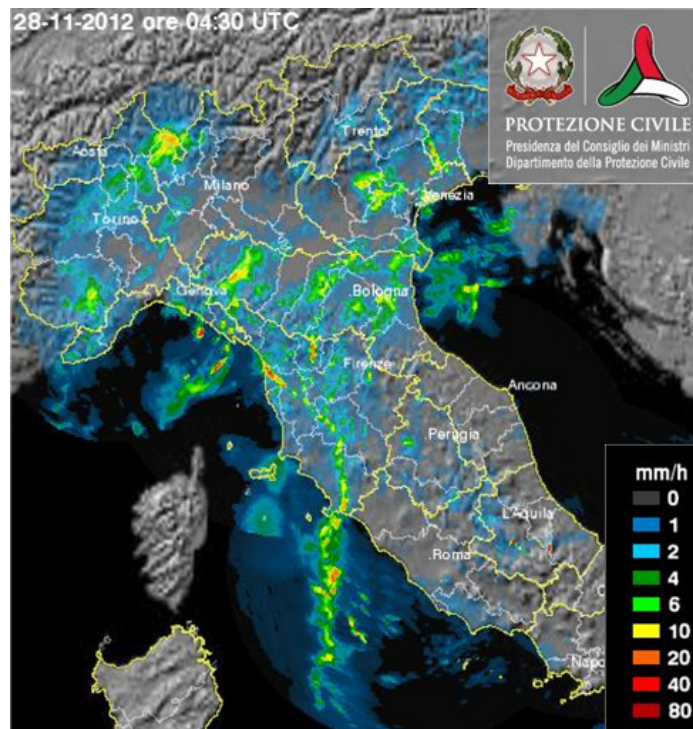 28-11-2012 ore 04:30 UTC
PROTEZIONE CIVILE
Presidenza del Consiglio dei Ministri
Dipartimento della Protezione Civile
Trento
Aosta
Milano
Venezia
Torino
Genova
.Bologna
Firenze
Ancona
Perugia
L'Aquila
.Roma
.Napo
mm/h
0
1
2
4
6
10
20
40
80